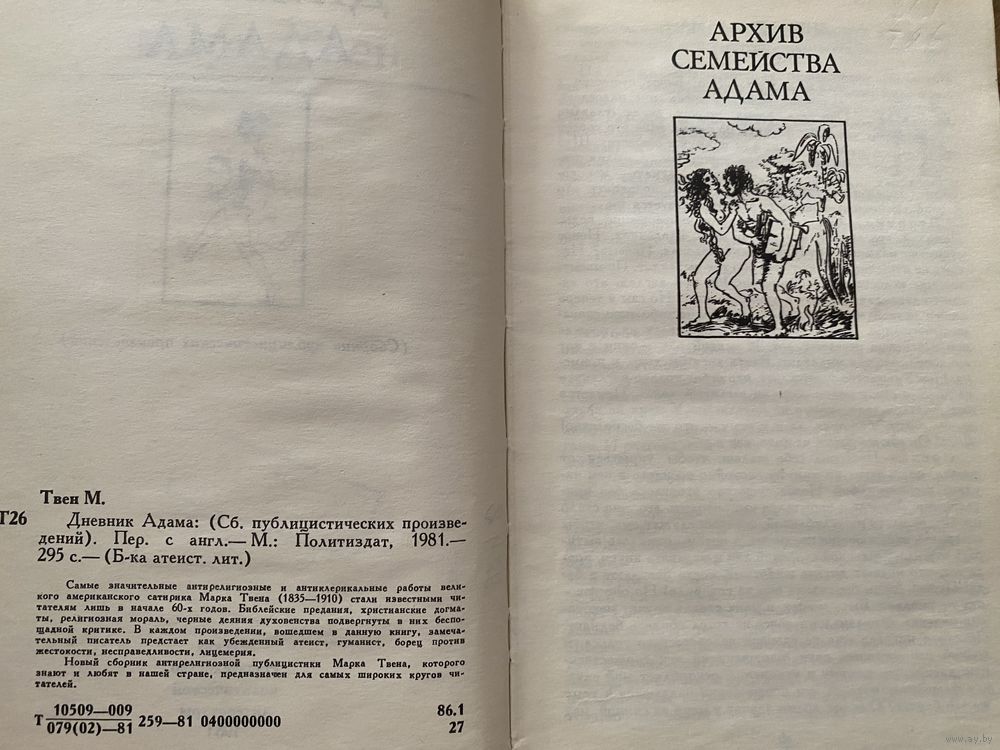 Твен М.
Т26
Дневник Адама: (Сб. публицистических произве-
дений). Пер. с англ.— М.: Политиздат, 1981.—
295 с.— (Б-ка атеист. лит.)
Самые значительные антирелигиозные и антиклерикальные работы вели-
кого американского сатирика Марка Твена (1835—1910) стали известными чи-
тателям лишь в начале 60-х годов. Библейские предания, христианские догма-
ты, религиозная мораль, черные деяния духовенства подвергнуты в них беспо-
щадной критике. В каждом произведении, вошедшем в данную книгу, замеча-
тельный писатель предстает как убежденный атеист, гуманист, борец против
жестокости, несправедливости, лицемерия.
Новый сборник антирелигиозной публицистики Марка Твена, которого
знают и любят в нашей стране, предназначен для самых широких кругов чи-
тателей.
Т 10509—009
079(02)—81 259—81 0400000000
86.1
27
АРХИВ
СЕМЕЙСТВА
АДАМА
www.ay.by